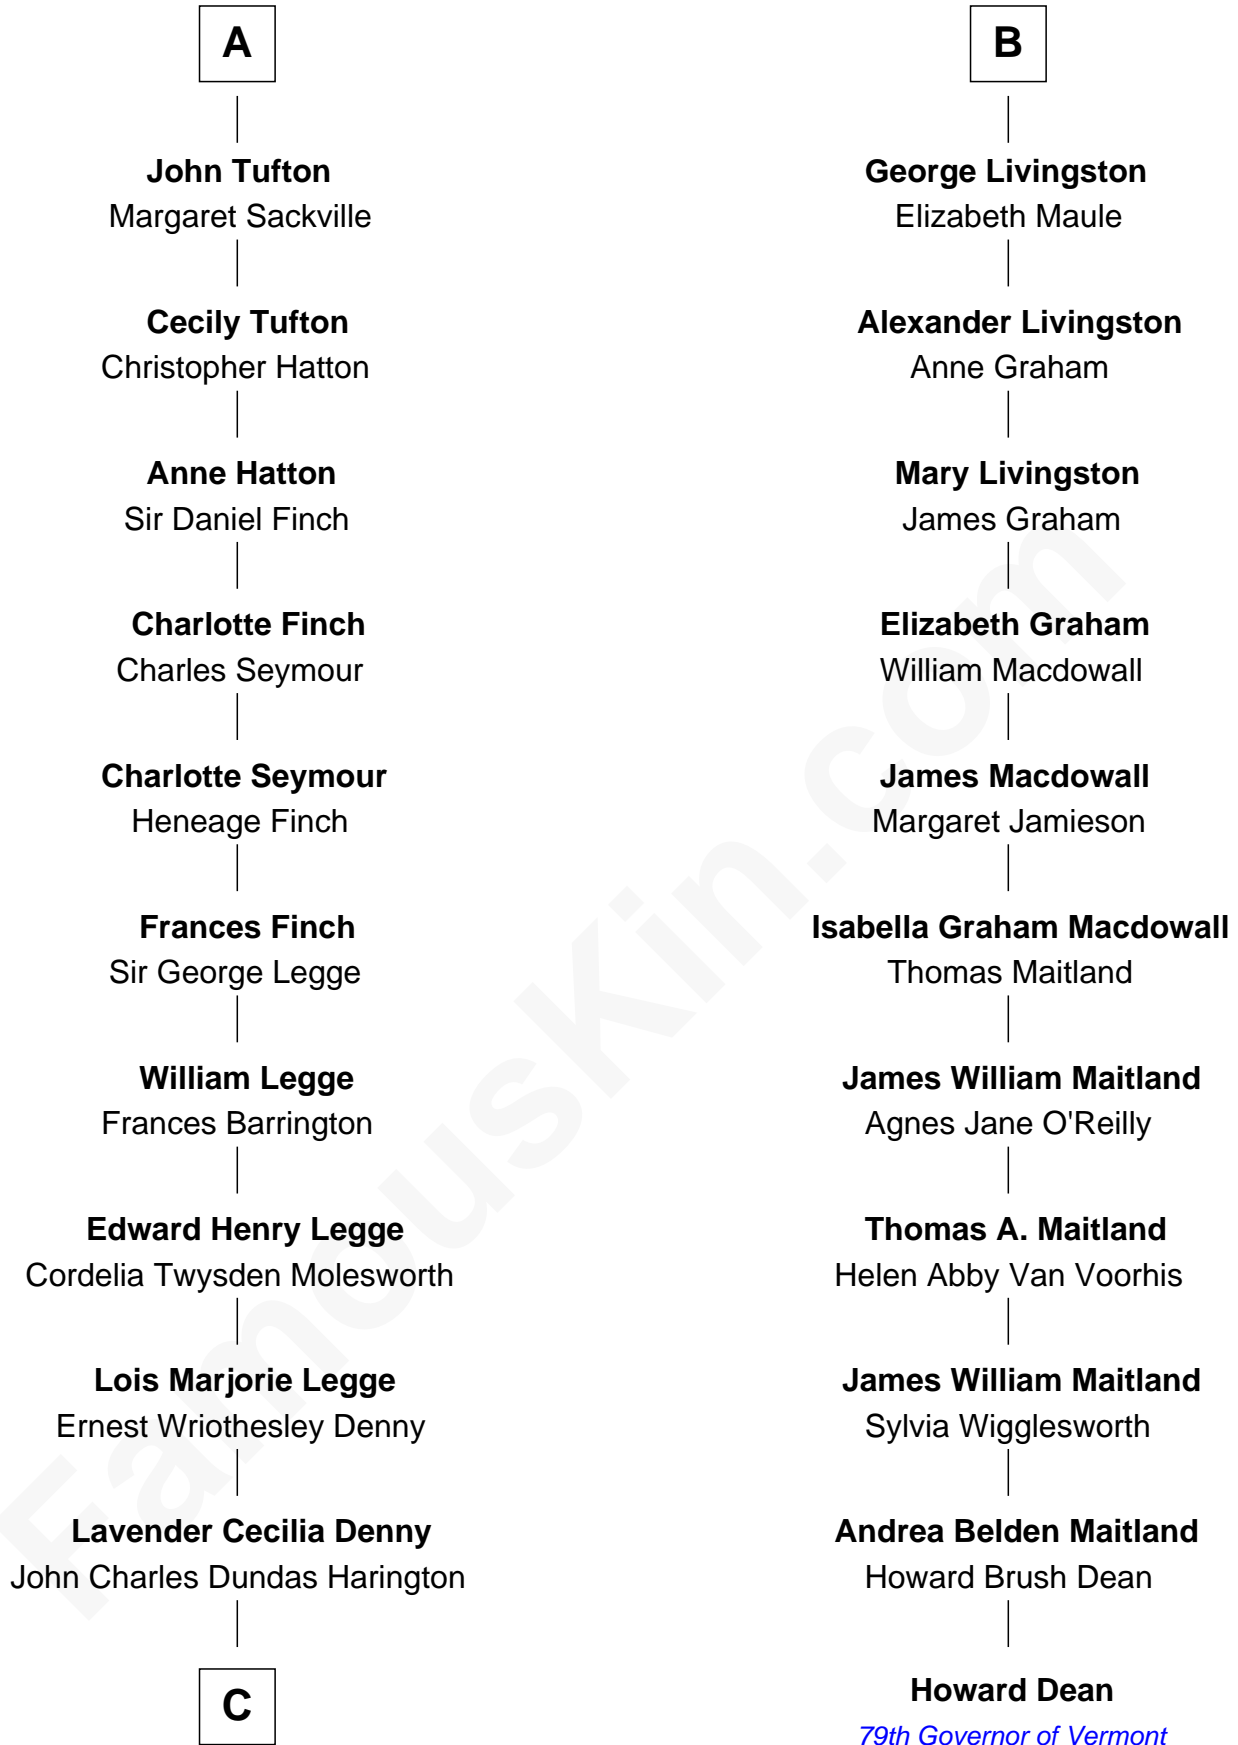 A
John Tufton
Margaret Sackville
Cecily Tufton
Christopher Hatton
Anne Hatton
Sir Daniel Finch
Charlotte Finch
Charles Seymour
Charlotte Seymour
Heneage Finch
Frances Finch
Sir George Legge
William Legge
Frances Barrington
Edward Henry Legge
Cordelia Twysden Molesworth
Lois Marjorie Legge
Ernest Wriothesley Denny
Lavender Cecilia Denny
John Charles Dundas Harington
C
B
George Livingston
Elizabeth Maule
Alexander Livingston
Anne Graham
Mary Livingston
James Graham
Elizabeth Graham
William Macdowall
James Macdowall
Margaret Jamieson
Isabella Graham Macdowall
Thomas Maitland
James William Maitland
Agnes Jane O'Reilly
Thomas A. Maitland
Helen Abby Van Voorhis
James William Maitland
Sylvia Wigglesworth
Andrea Belden Maitland
Howard Brush Dean
Howard Dean
79th Governor of Vermont
FamousKin.com